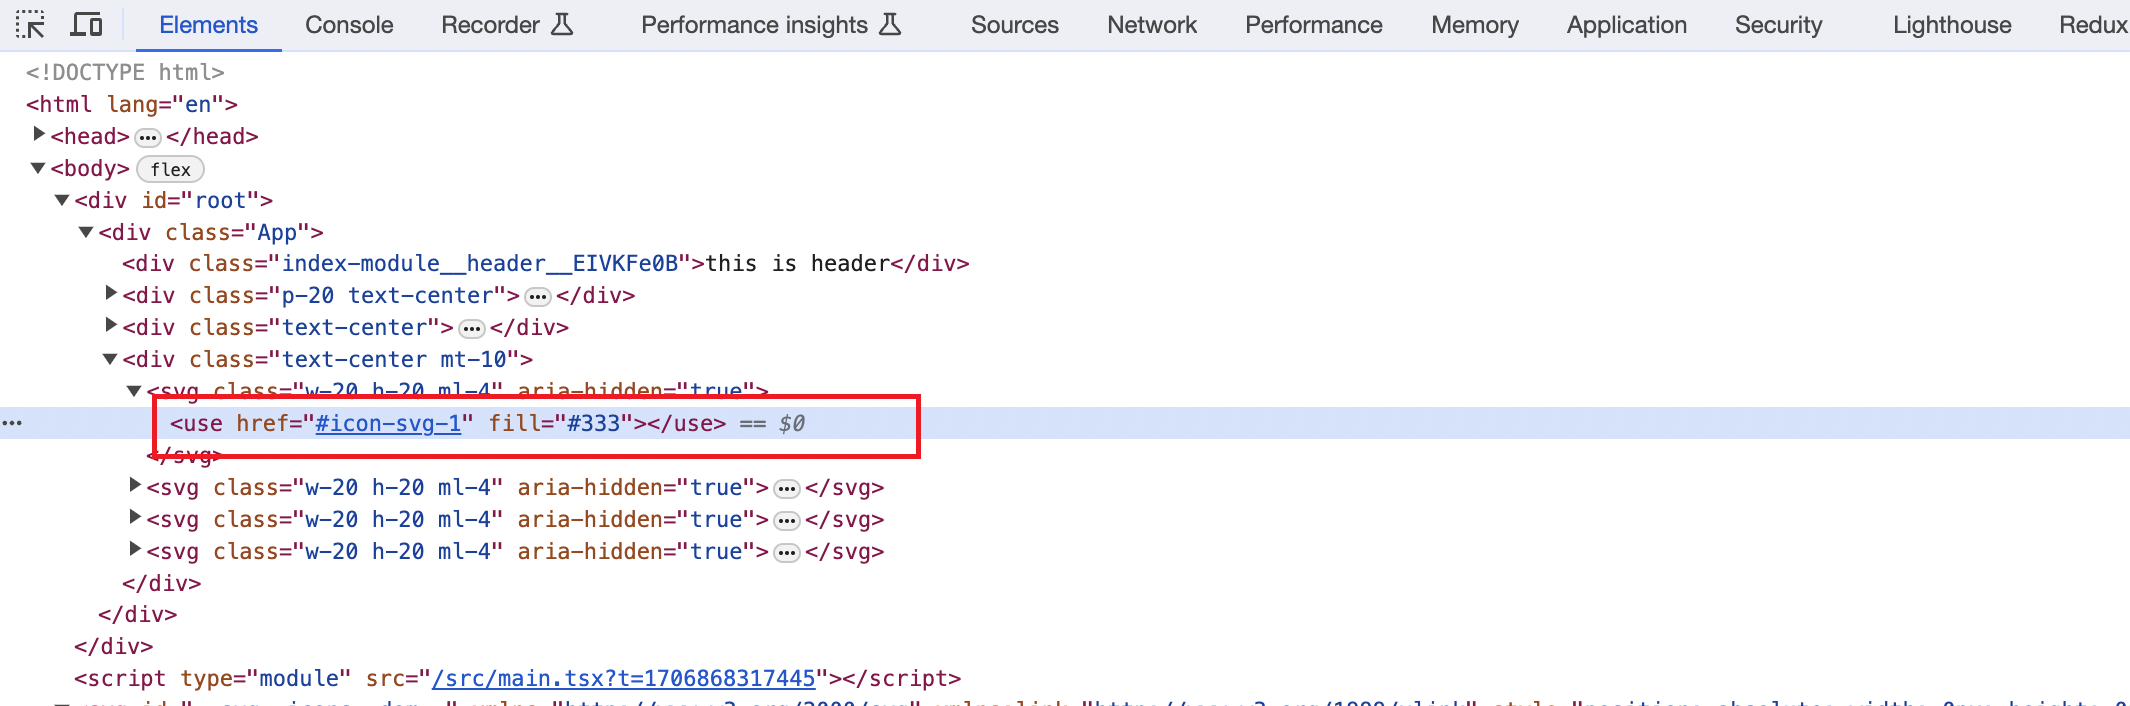 Elements Console Recorder Performance insights Sources Network Performance Memory Application Security Lighthouse Redux
<!DOCTYPE html>
<html lang="en">
<head> ••• </head>
<body> flex
<div id="root">
<div class="App">
<div class="index-module__header__EIVKFe0B">this is header</div>
<div class="p-20 text-center"> ••• </div>
<div class="text-center"> ••• </div>
<div class="text-center mt-10">
<svg class="w-20 h-20 ml-4" aria-hidden="true">
••• <use href="#icon-svg-1" fill="#333"></use> == $0
</svg>
<svg class="w-20 h-20 ml-4" aria-hidden="true"> ••• </svg>
<svg class="w-20 h-20 ml-4" aria-hidden="true"> ••• </svg>
<svg class="w-20 h-20 ml-4" aria-hidden="true"> ••• </svg>
</div>
</div>
</div>
<script type="module" src="/src/main.tsx?t=1706868317445"></script>